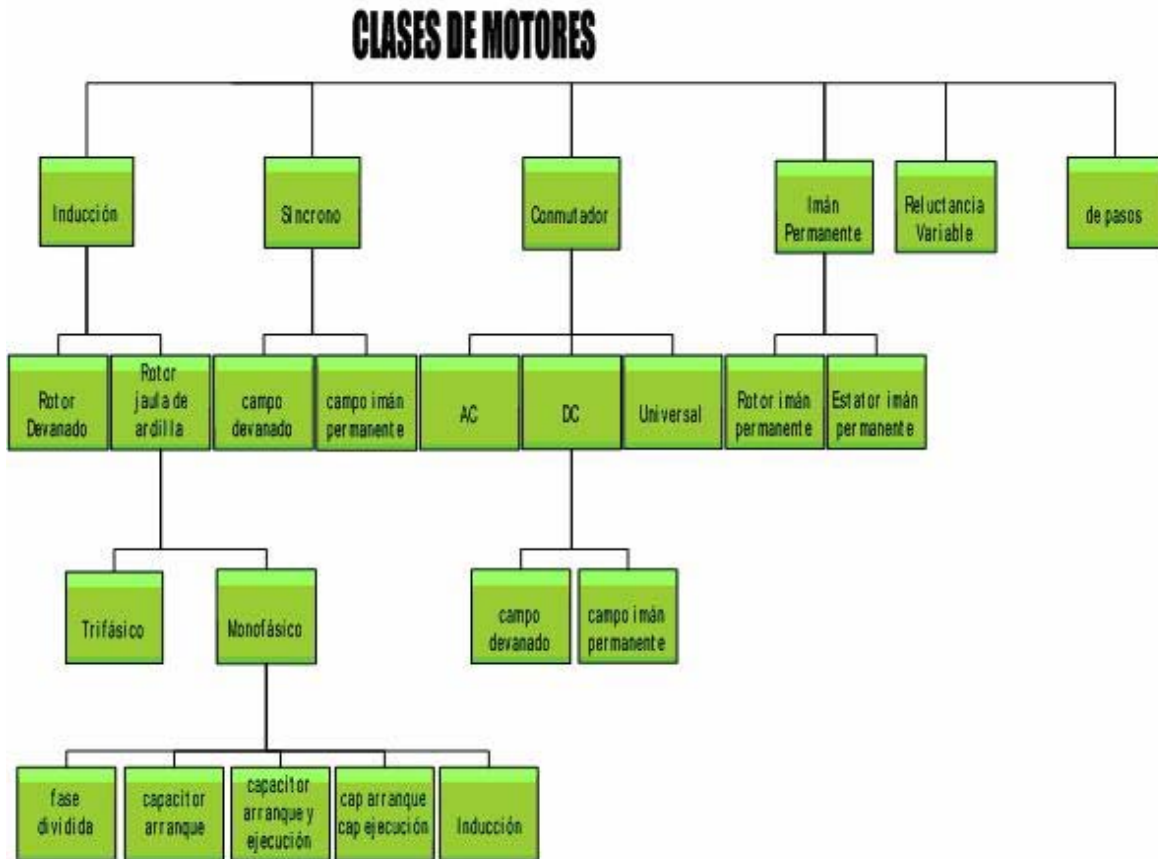 CLASES DE MOTORES
Inducción
Síncrono
Conmutador
Imán
Permanente
Reluctancia
Variable
de pasos
Rotor
Devanado
Rotor
jaula de
ardilla
campo
devanado
campo imán
permanente
AC
DC
Universal
Rotor imán
permanente
Estator imán
permanente
Trifásico
Monofásico
campo
devanado
campo imán
permanente
fase
dividida
capacitor
arranque
capacitor
arranque y
ejecución
cap arranque
cap ejecución
Inducción